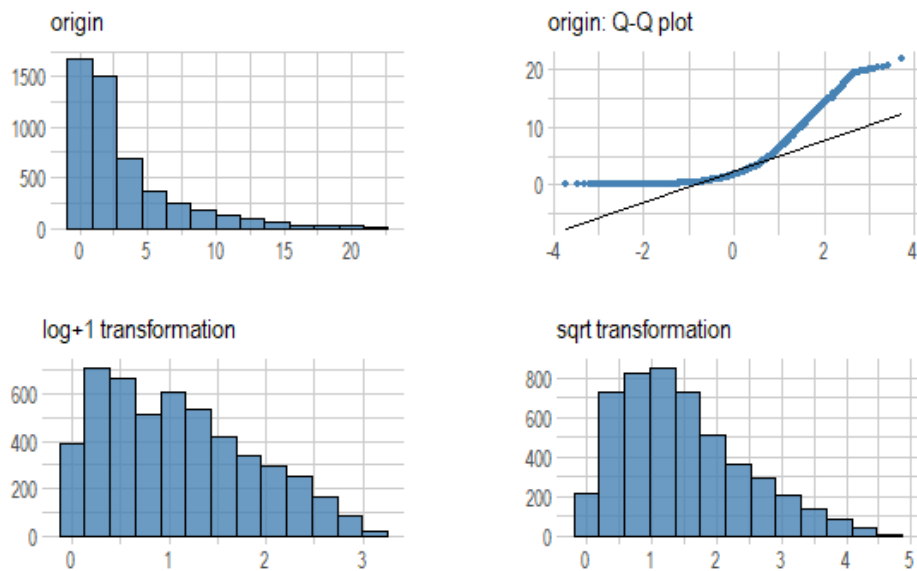 origin
1500
1000
500
0
0 5 10 15 20
origin: Q-Q plot
20
10
0
-4 -2 0 2 4
log+1 transformation
600
400
200
0
0 1 2 3
sqrt transformation
800
600
400
200
0
0 1 2 3 4 5